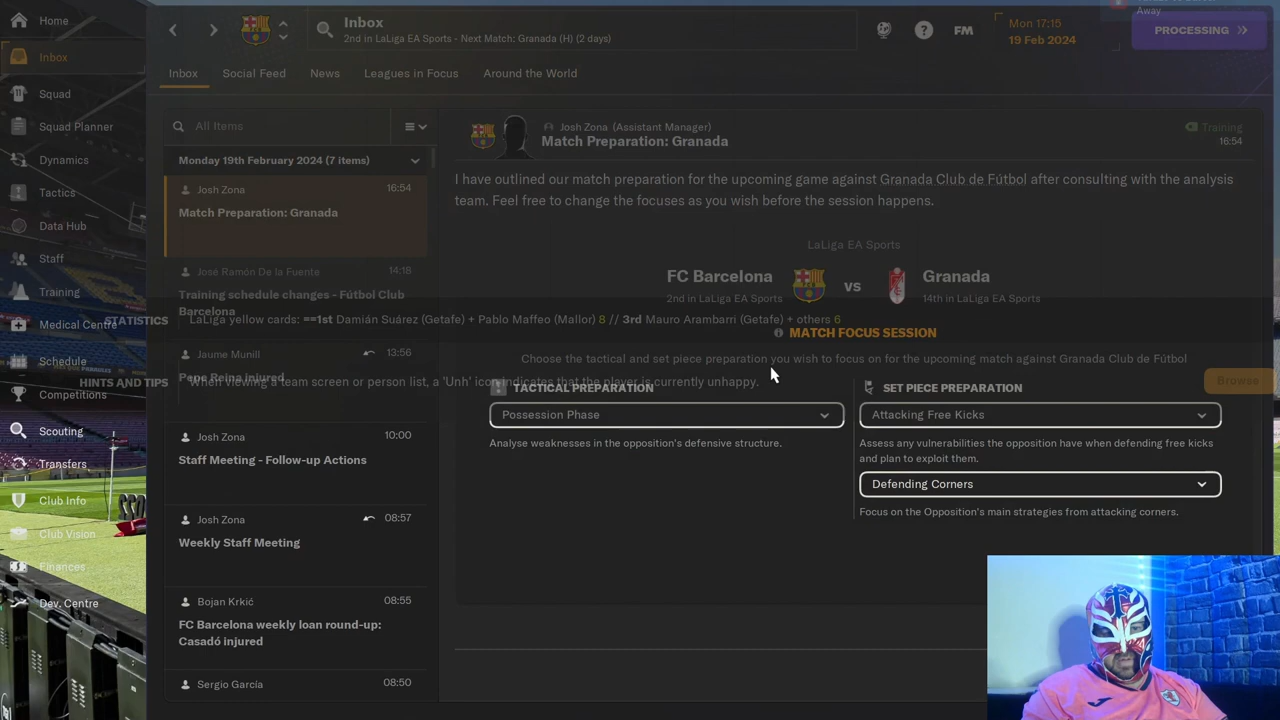 Home
Inbox
Squad
Squad Planner
Dynamics
Tactics
Data Hub
Staff
Training
Medical Centre
Schedule
Competitions
Scouting
Transfers
Club Info
Club Vision
Finances
Dev. Centre
Inbox
2nd in LaLiga EA Sports - Next Match: Granada (H) (2 days)
FM
Mon 17:15
19 Feb 2024
Away
PROCESSING
Inbox
Social Feed
News
Leagues in Focus
Around the World
All Items
Monday 19th February 2024 (7 items)
Josh Zona 16:54
Match Preparation: Granada
José Ramón De la Fuente 14:18
Training schedule changes - Fútbol Club
Barcelona
Jaume Munill 13:56
Pepe Reina injured
Josh Zona 10:00
Staff Meeting - Follow-up Actions
Josh Zona 08:57
Weekly Staff Meeting
Bojan Krkić 08:55
FC Barcelona weekly loan round-up:
Casadó injured
Sergio García 08:50
STATISTICS
LaLiga yellow cards: ==1st Damián Suárez (Getafe) + Pablo Maffeo (Mallor) 8 // 3rd Mauro Arambarri (Getafe) + others 6
HINTS AND TIPS
When viewing a team screen or person list, a 'Unh' icon indicates that the player is currently unhappy.
Browse
Josh Zona (Assistant Manager)
Match Preparation: Granada
Training
16:54
I have outlined our match preparation for the upcoming game against Granada Club de Fútbol after consulting with the analysis
team. Feel free to change the focuses as you wish before the session happens.
LaLiga EA Sports
FC Barcelona
2nd in LaLiga EA Sports
vs
Granada
14th in LaLiga EA Sports
MATCH FOCUS SESSION
Choose the tactical and set piece preparation you wish to focus on for the upcoming match against Granada Club de Fútbol
TACTICAL PREPARATION
Possession Phase
Analyse weaknesses in the opposition's defensive structure.
SET PIECE PREPARATION
Attacking Free Kicks
Assess any vulnerabilities the opposition have when defending free kicks
and plan to exploit them.
Defending Corners
Focus on the Opposition's main strategies from attacking corners.